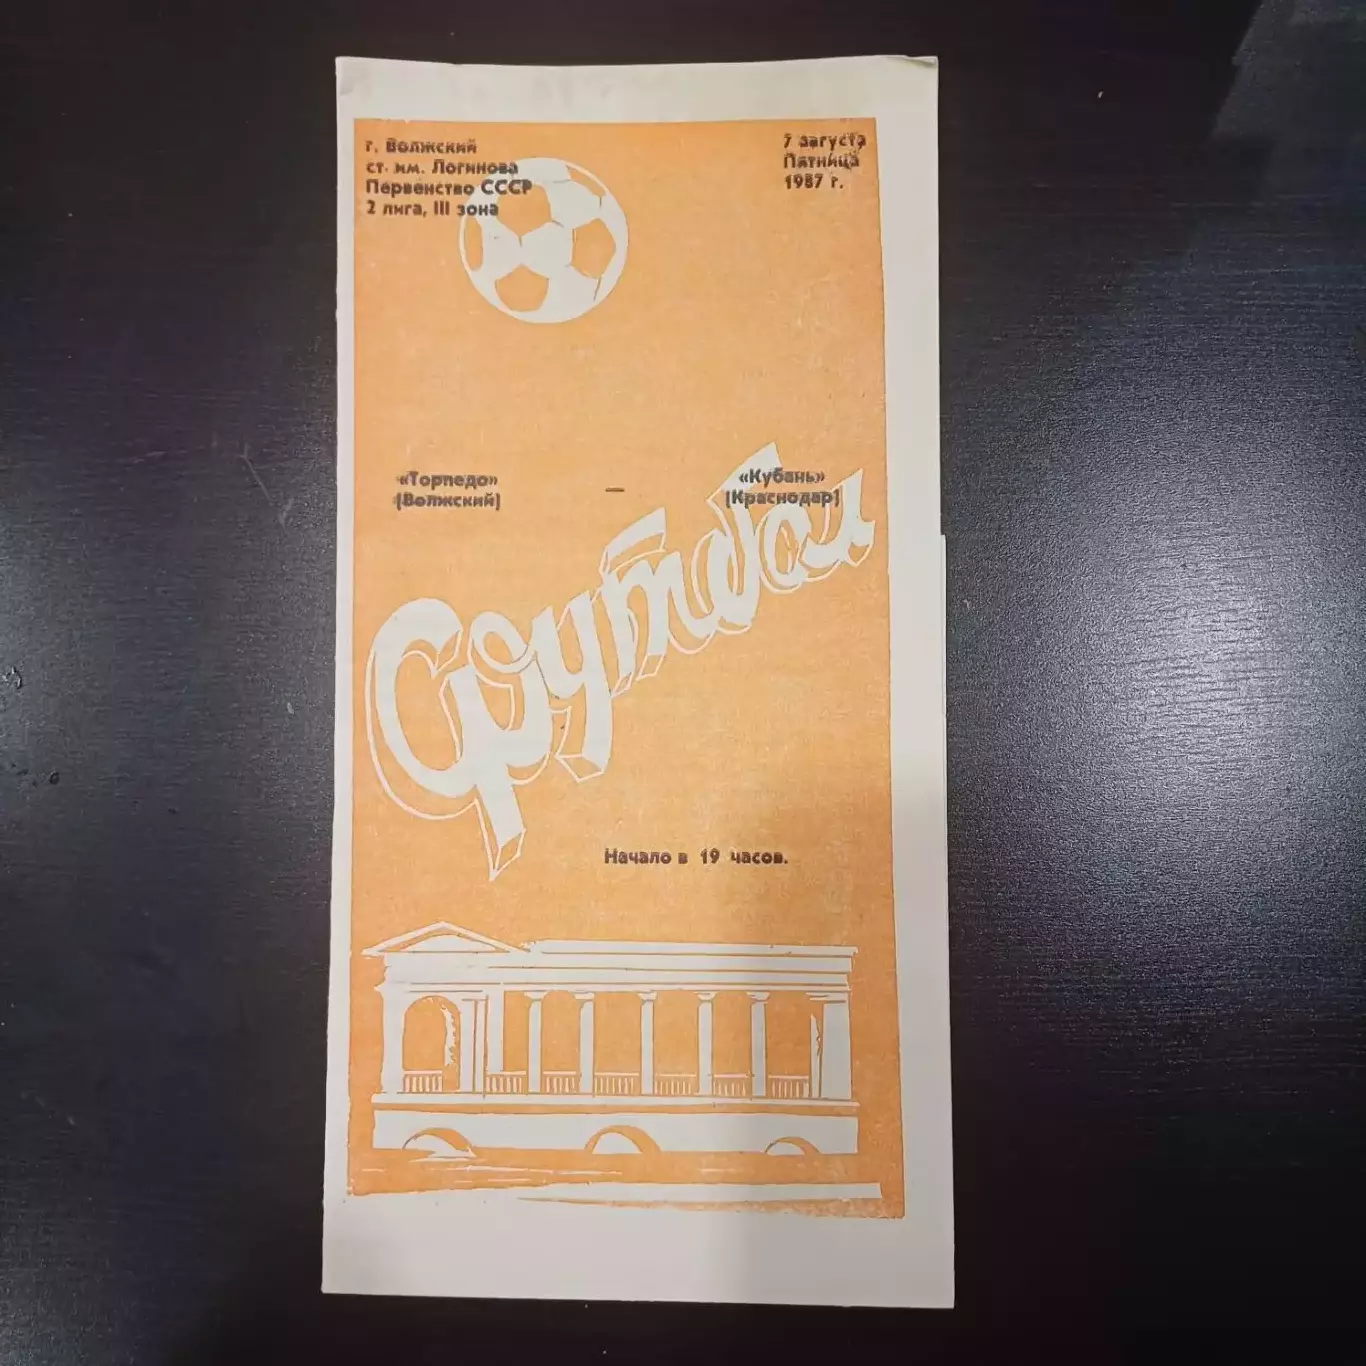 г. Волжский
ст. им. Логинова
Первенство СССР
2 лига, III зона
7 августа
Пятница
1987 г.
«Торпедо» — «Кубань»
(Волжский) (Краснодар)
Футбол
Начало в 19 часов.